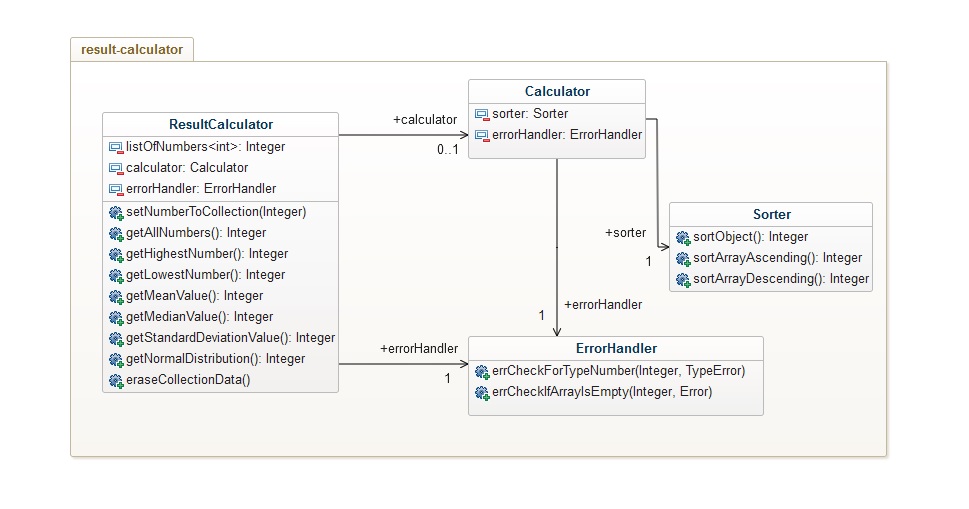 result-calculator
ResultCalculator
listOfNumbers<int>: Integer
calculator: Calculator
errorHandler: ErrorHandler
setNumberToCollection(Integer)
getAllNumbers(): Integer
getHighestNumber(): Integer
getLowestNumber(): Integer
getMeanValue(): Integer
getMedianValue(): Integer
getStandardDeviationValue(): Integer
getNormalDistribution(): Integer
eraseCollectionData()
+calculator
0..1
Calculator
sorter: Sorter
errorHandler: ErrorHandler
+sorter
1
Sorter
sortObject(): Integer
sortArrayAscending(): Integer
sortArrayDescending(): Integer
+errorHandler
1
+errorHandler
1
ErrorHandler
errCheckForTypeNumber(Integer, TypeError)
errCheckIfArrayIsEmpty(Integer, Error)